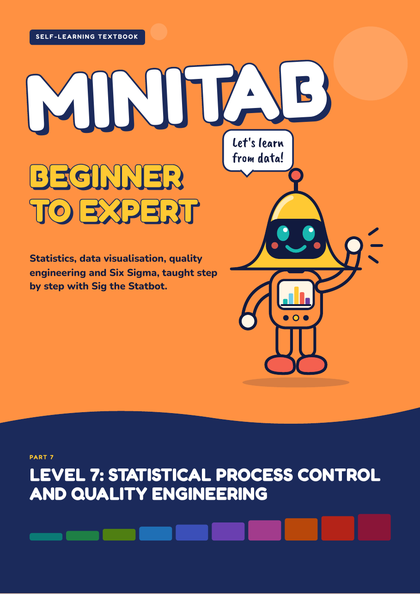 SELF-LEARNING TEXTBOOK
MINITAB
Let's learn
from data!
BEGINNER
TO EXPERT
Statistics, data visualisation, quality
engineering and Six Sigma, taught step
by step with Sig the Statbot.
PART 7
LEVEL 7: STATISTICAL PROCESS CONTROL
AND QUALITY ENGINEERING